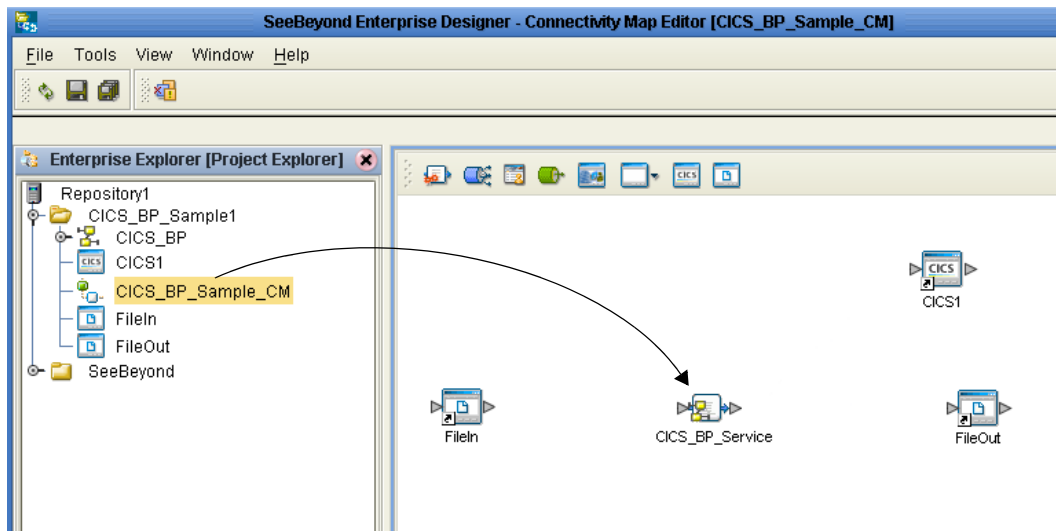 SeeBeyond Enterprise Designer - Connectivity Map Editor [CICS_BP_Sample_CM]
File Tools View Window Help
Enterprise Explorer [Project Explorer]
Repository1
CICS_BP_Sample1
CICS_BP
CICS CICS1
CICS_BP_Sample_CM
FileIn
FileOut
SeeBeyond
CICS
CICS
CICS1
FileIn
CICS_BP_Service
FileOut